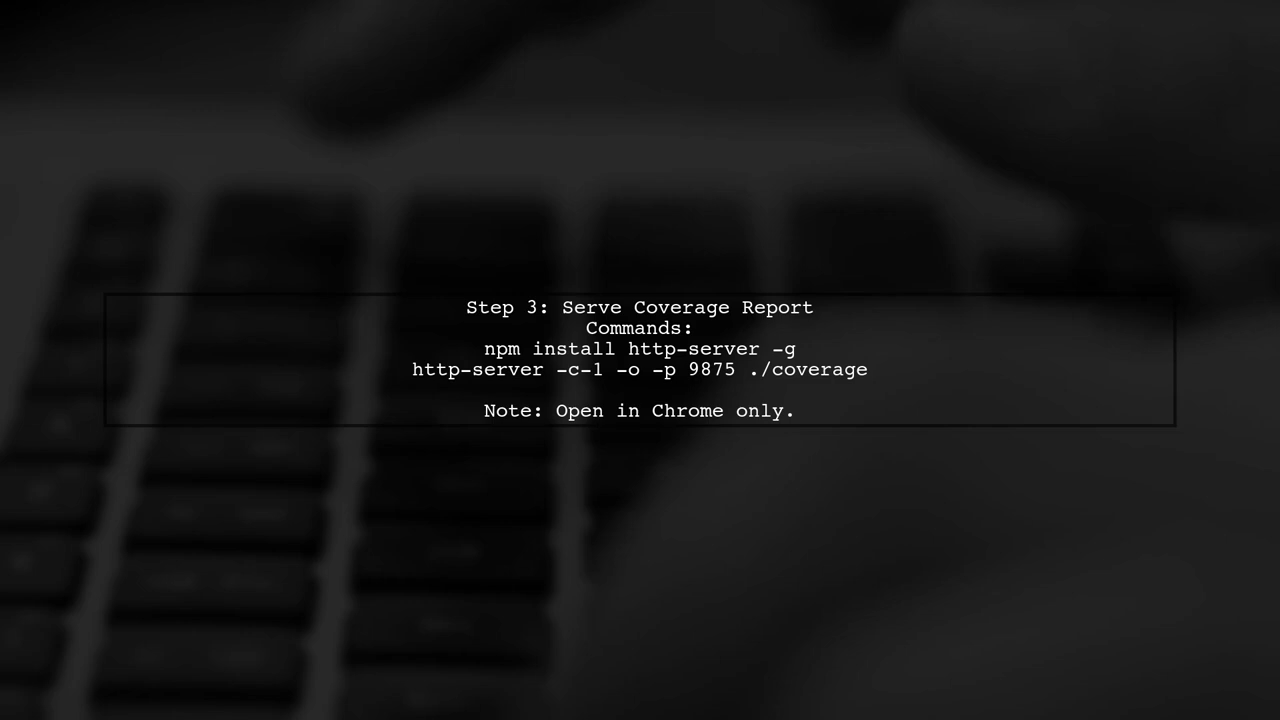 Step 3: Serve Coverage Report
Commands:
npm install http-server -g
http-server -c-1 -o -p 9875 ./coverage
Note: Open in Chrome only.